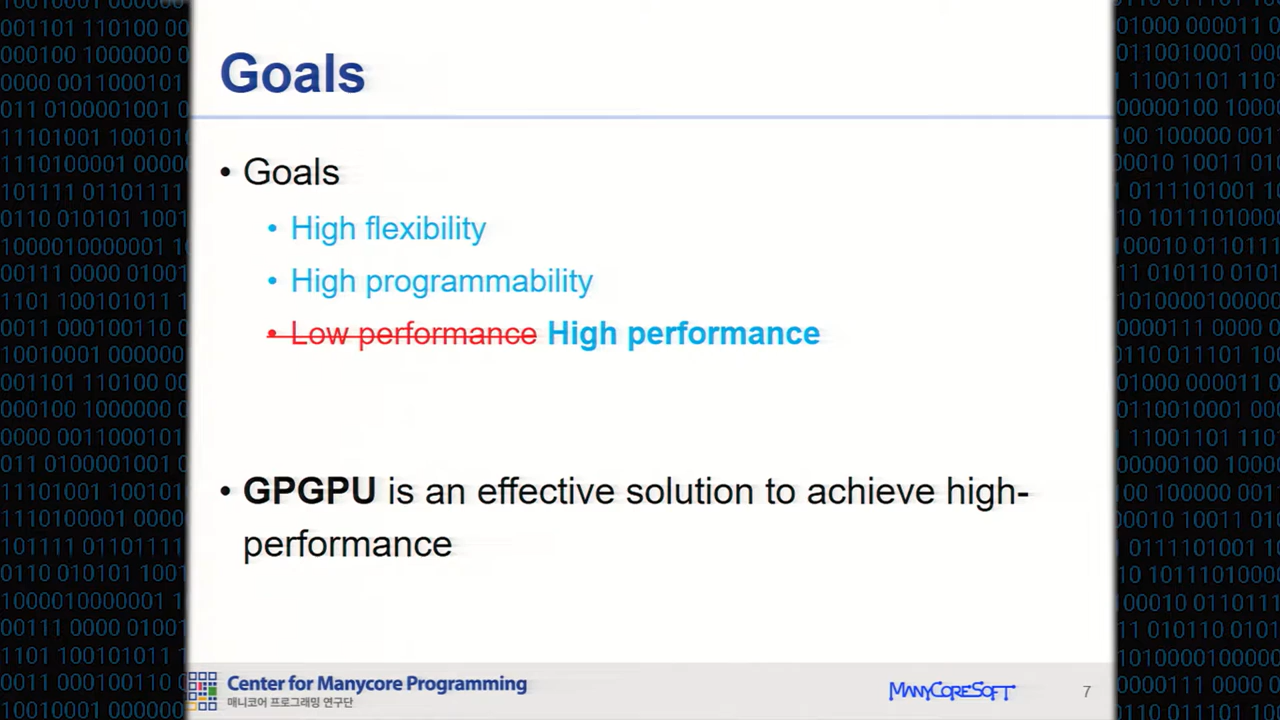 Goals
• Goals
• High flexibility
• High programmability
• Low performance High performance
• GPGPU is an effective solution to achieve high-
performance
Center for Manycore Programming
매니코어 프로그래밍 연구단
MANYCORESOFT
7